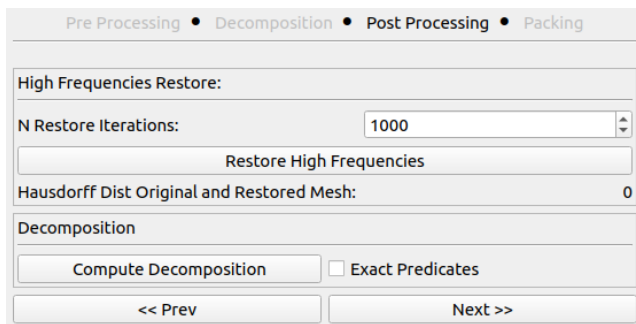 Pre Processing ● Decomposition ● Post Processing ● Packing
High Frequencies Restore:
N Restore Iterations: 1000
Restore High Frequencies
Hausdorff Dist Original and Restored Mesh: 0
Decomposition
Compute Decomposition Exact Predicates
<< Prev Next >>